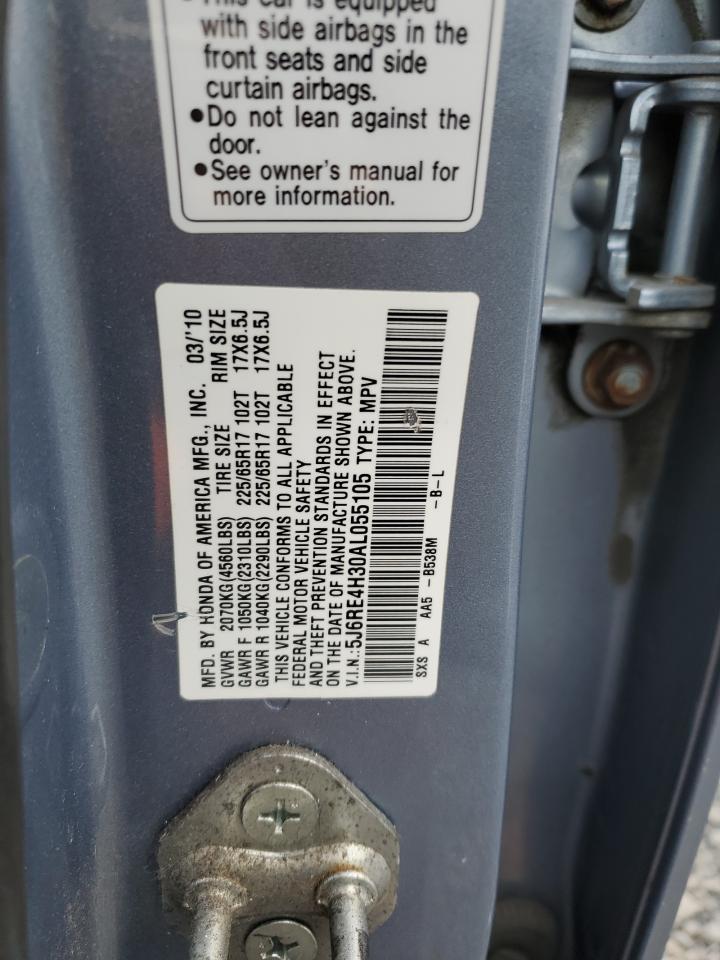 This car is equipped
with side airbags in the
front seats and side
curtain airbags.
●Do not lean against the
door.
●See owner's manual for
more information.
MFD. BY HONDA OF AMERICA MFG., INC. 03/'10
GVWR 2070KG(4560LBS) TIRE SIZE RIM SIZE
GAWR F 1050KG(2310LBS) 225/65R17 102T 17X6.5J
GAWR R 1040KG(2290LBS) 225/65R17 102T 17X6.5J
THIS VEHICLE CONFORMS TO ALL APPLICABLE
FEDERAL MOTOR VEHICLE SAFETY
AND THEFT PREVENTION STANDARDS IN EFFECT
ON THE DATE OF MANUFACTURE SHOWN ABOVE.
V.I.N.:5J6RE4H30AL055105 TYPE: MPV
SXS A AA5 -B538M -B-L